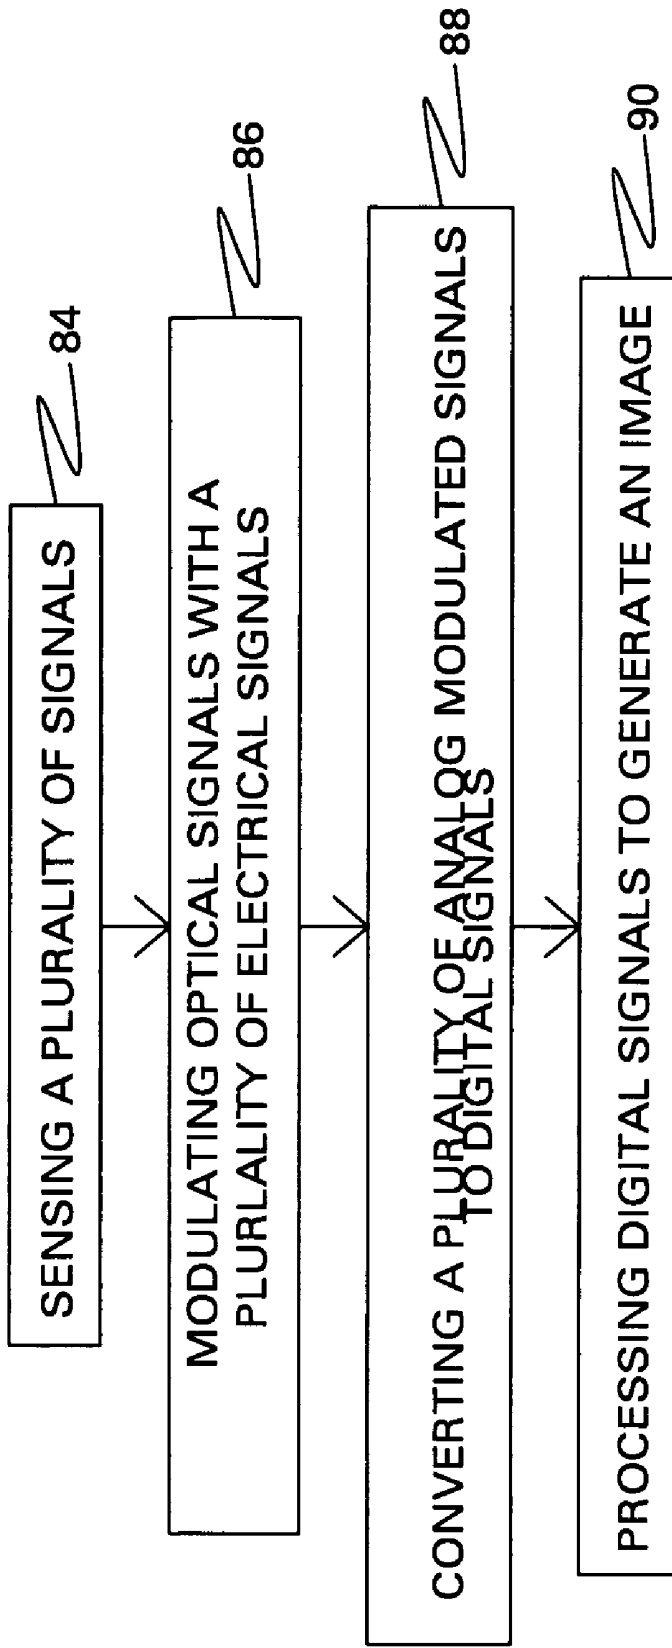 SENSING A PLURALITY OF SIGNALS
84
MODULATING OPTICAL SIGNALS WITH A
PLURLALITY OF ELECTRICAL SIGNALS
86
CONVERTING A PLURALITY OF ANALOG MODULATED SIGNALS
TO DIGITAL SIGNALS
88
PROCESSING DIGITAL SIGNALS TO GENERATE AN IMAGE
90